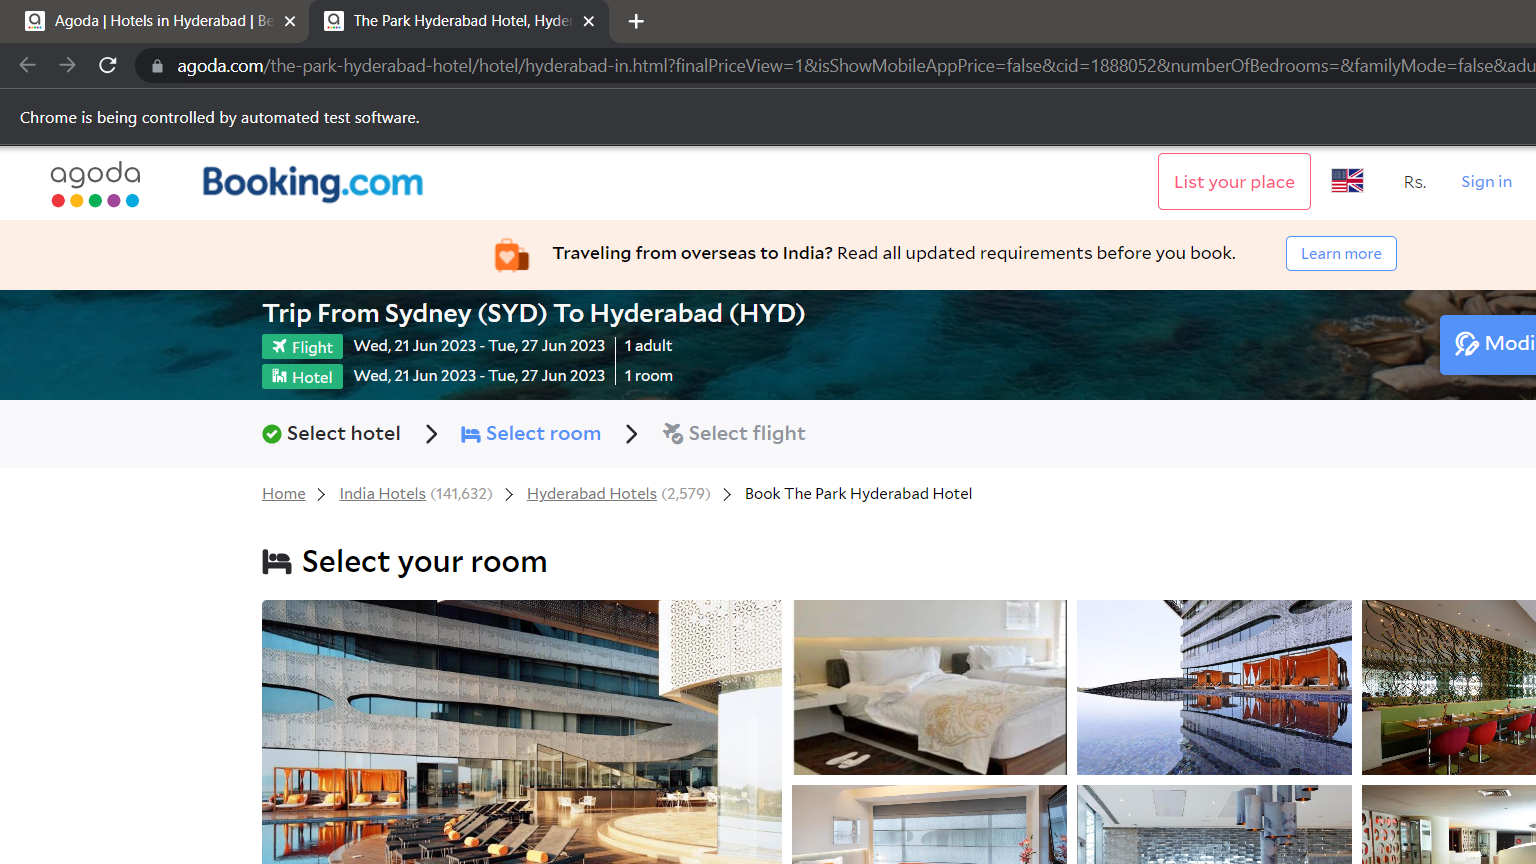 Agoda | Hotels in Hyderabad | Be
The Park Hyderabad Hotel, Hyde
agoda.com/the-park-hyderabad-hotel/hotel/hyderabad-in.html?finalPriceView=1&isShowMobileAppPrice=false&cid=1888052&numberOfBedrooms=&familyMode=false&adu
Chrome is being controlled by automated test software.
agoda Booking.com List your place Rs. Sign in
Traveling from overseas to India? Read all updated requirements before you book. Learn more
Trip From Sydney (SYD) To Hyderabad (HYD)
Flight Wed, 21 Jun 2023 - Tue, 27 Jun 2023 1 adult
Modi
Hotel Wed, 21 Jun 2023 - Tue, 27 Jun 2023 1 room
Select hotel Select room Select flight
Home India Hotels (141,632) Hyderabad Hotels (2,579) Book The Park Hyderabad Hotel
Select your room